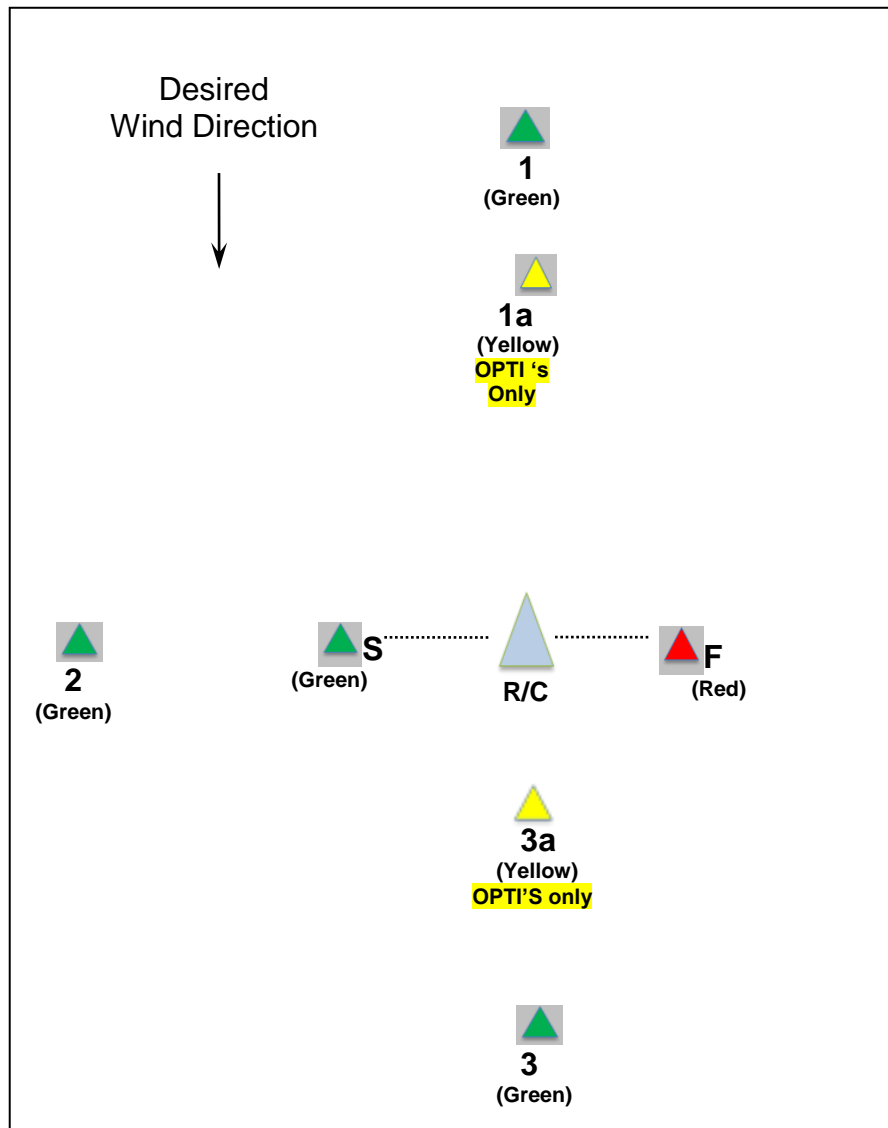 Desired
Wind Direction
1
(Green)
1a
(Yellow)
OPTI ‘s
Only
2
(Green)
S
(Green)
R/C
F
(Red)
3a
(Yellow)
OPTI’S only
3
(Green)